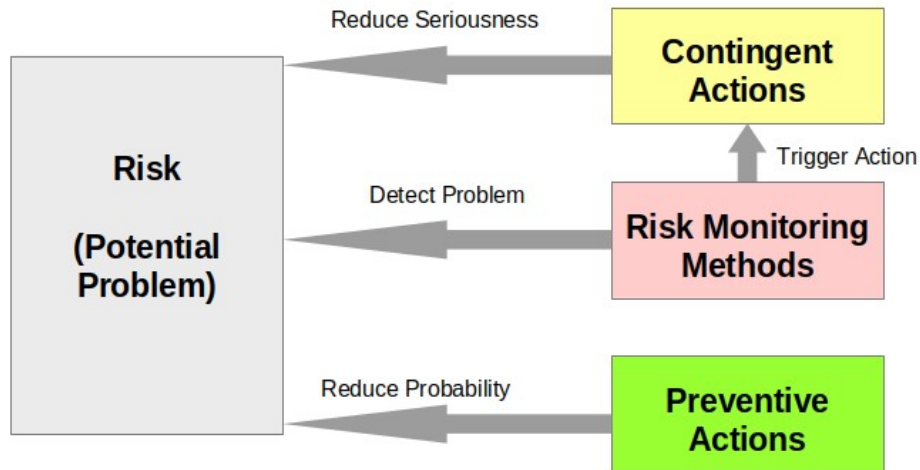 Reduce Seriousness
Contingent
Actions
Trigger Action
Risk
(Potential
Problem)
Detect Problem
Risk Monitoring
Methods
Reduce Probability
Preventive
Actions